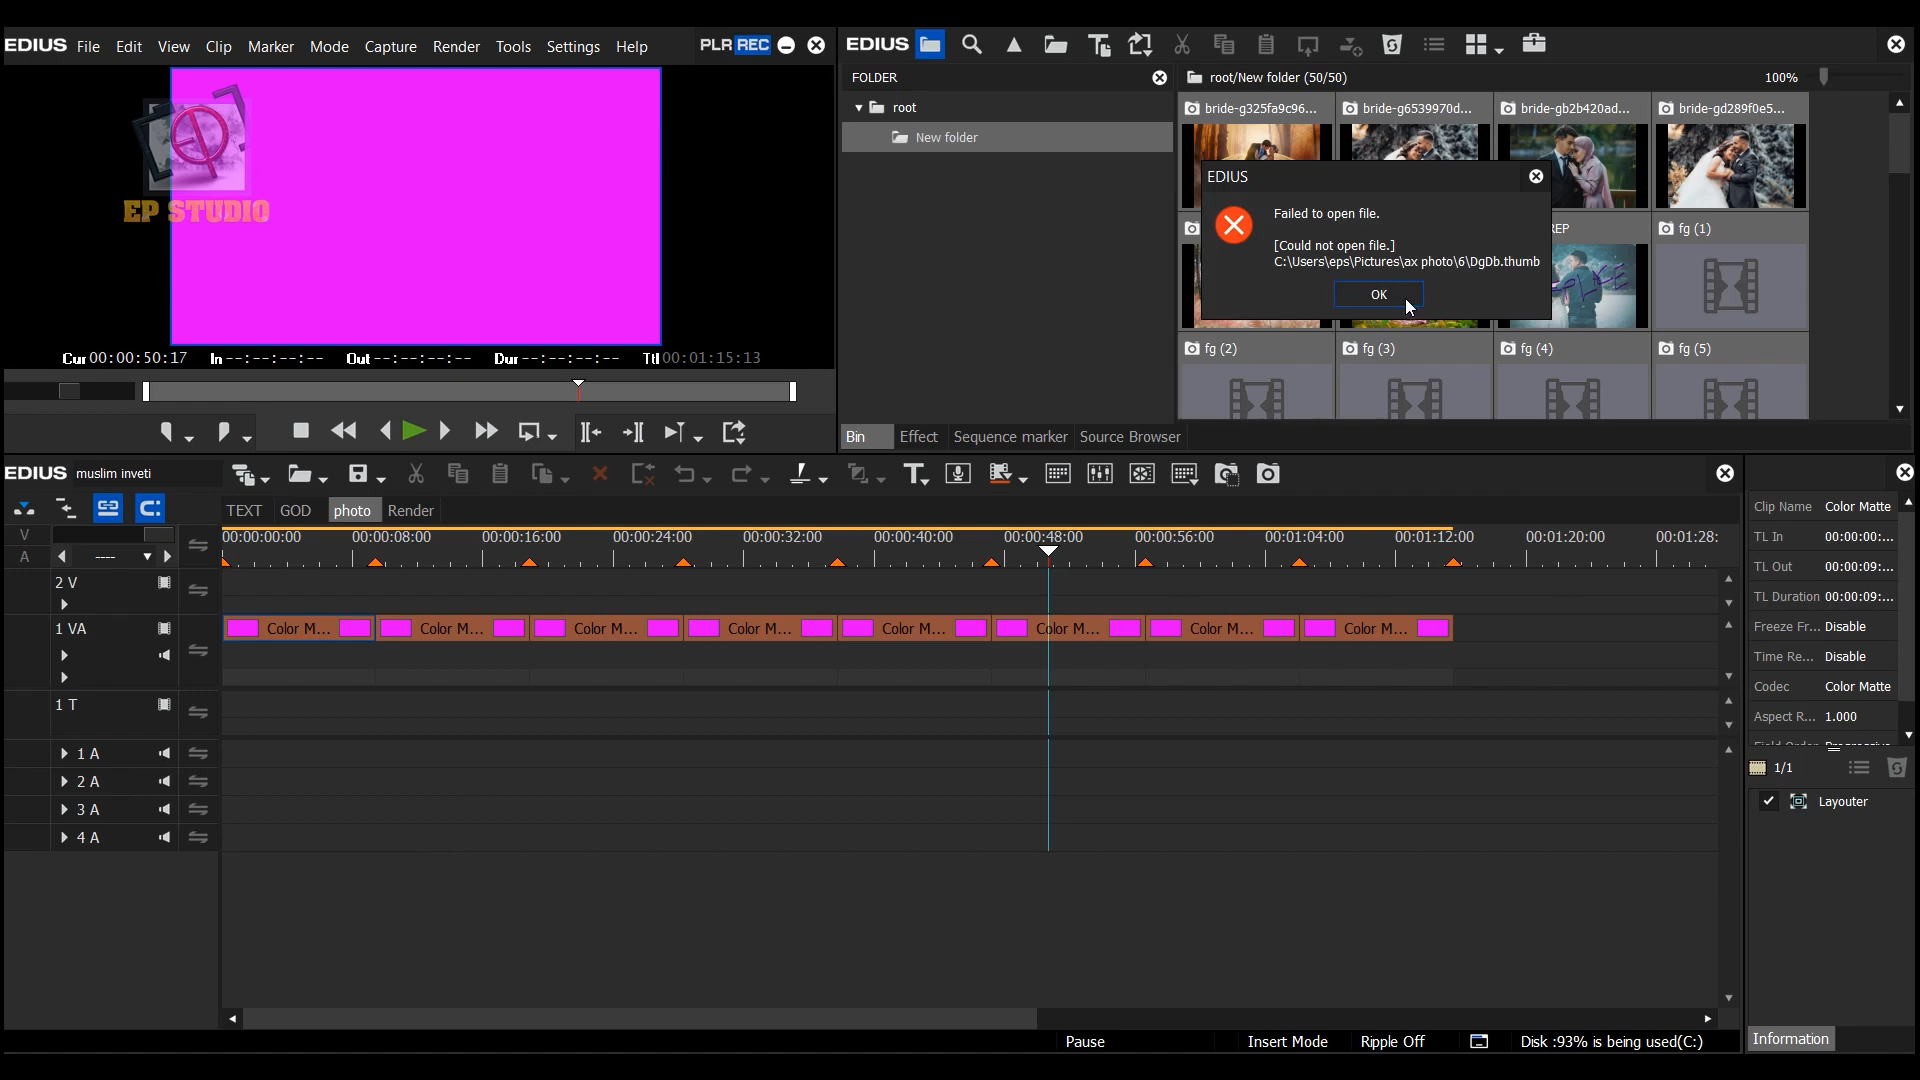 EDIUS File Edit View Clip Marker Mode Capture Render Tools Settings Help PLR REC
EP STUDIO
Cur 00:00:50:17 In --:--:--:-- Out --:--:--:-- Dur --:--:--:-- Ttl 00:01:15:13
EDIUS
FOLDER
root
New folder
root/New folder (50/50) 100%
bride-g325fa9c96... bride-g6539970d... bride-gb2b420ad... bride-gd289f0e5...
fg (1)
fg (2) fg (3) fg (4) fg (5)
EDIUS
Failed to open file.
[Could not open file.]
C:\Users\eps\Pictures\ax photo\6\DgDb.thumb
OK
Bin Effect Sequence marker Source Browser
EDIUS muslim inveti
TEXT GOD photo Render
V
A ----
00:00:00:00 00:00:08:00 00:00:16:00 00:00:24:00 00:00:32:00 00:00:40:00 00:00:48:00 00:00:56:00 00:01:04:00 00:01:12:00 00:01:20:00 00:01:28:
2 V
1 VA
Color M... Color M... Color M... Color M... Color M... Color M... Color M... Color M...
1 T
1 A
2 A
3 A
4 A
Clip Name Color Matte
TL In 00:00:00:...
TL Out 00:00:09:...
TL Duration 00:00:09:...
Freeze Fr... Disable
Time Re... Disable
Codec Color Matte
Aspect R... 1.000
1/1
Layouter
Information
Pause Insert Mode Ripple Off Disk :93% is being used(C:)